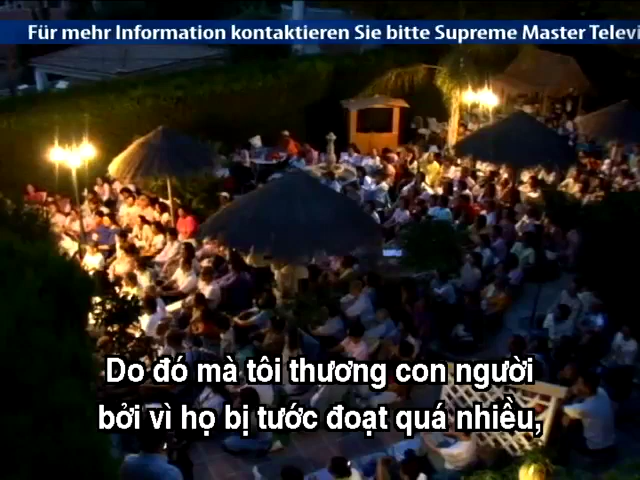 Für mehr Information kontaktieren Sie bitte Supreme Master Televi
Do đó mà tôi thương con người
bởi vì họ bị tước đoạt quá nhiều,